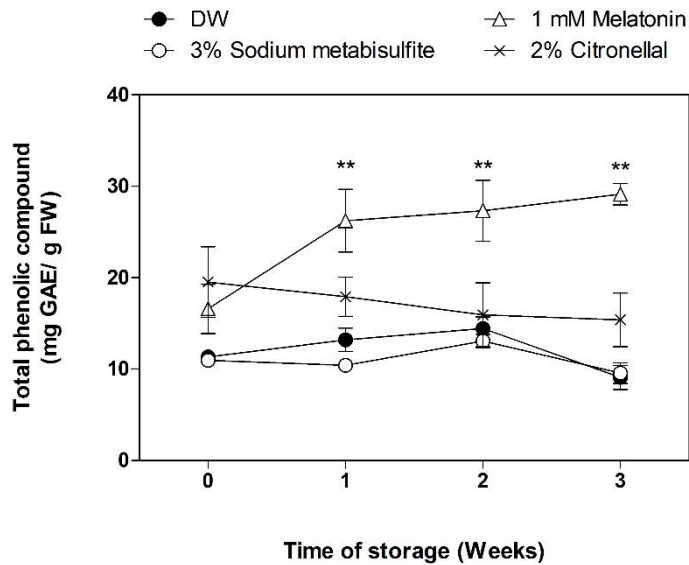 DW
1 mM Melatonin
3% Sodium metabisulfite
2% Citronellal
40
30
20
10
0
Total phenolic compound
(mg GAE/ g FW)
**
**
**
0 1 2 3
Time of storage (Weeks)